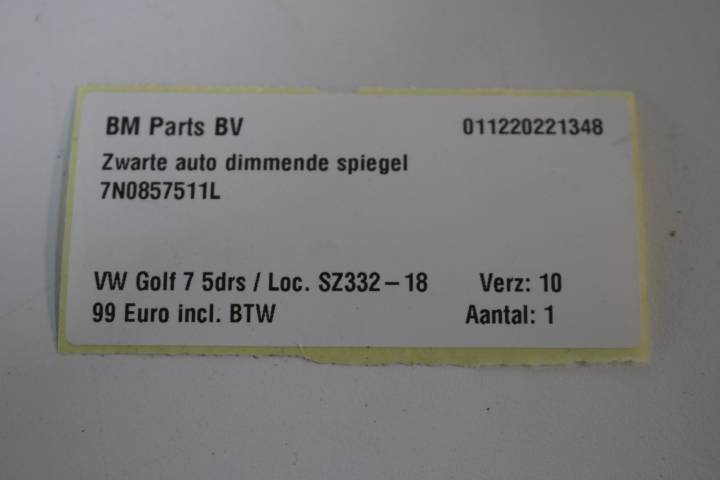 BM Parts BV 011220221348
Zwarte auto dimmende spiegel
7N0857511L
VW Golf 7 5drs / Loc. SZ332-18 Verz: 10
99 Euro incl. BTW Aantal: 1